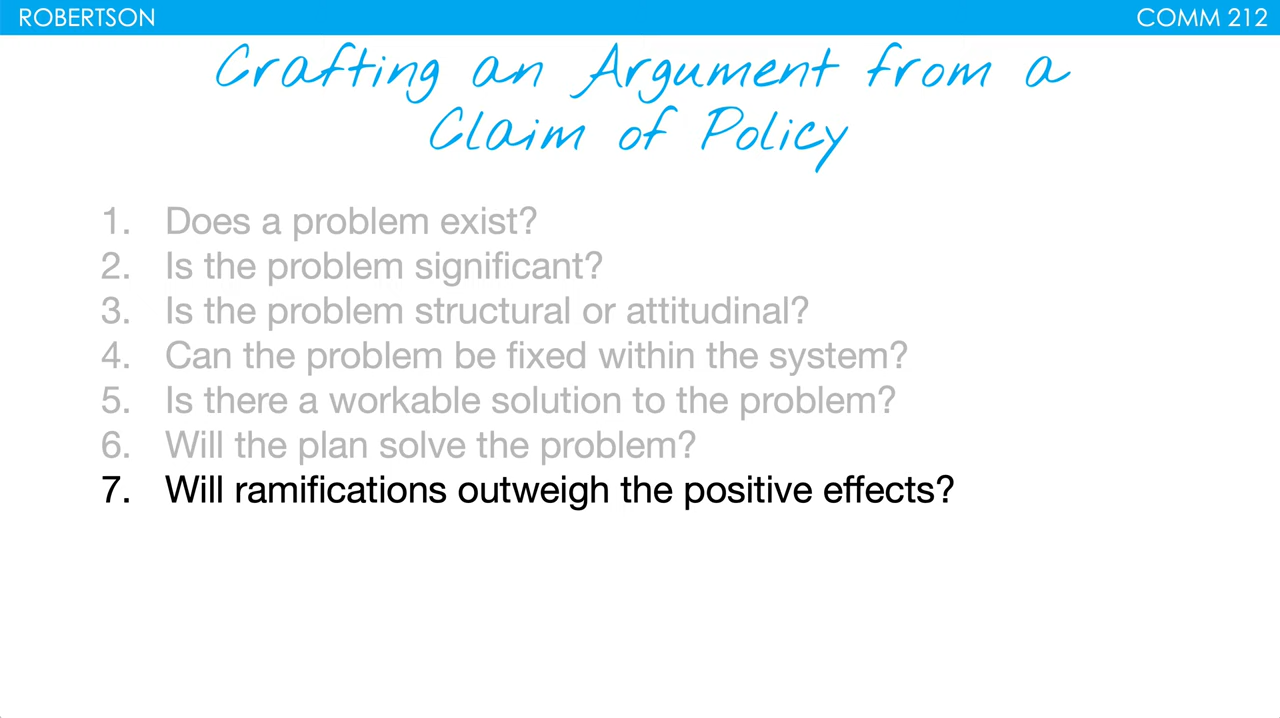 ROBERTSON
COMM 212
Crafting an Argument from a
Claim of Policy
1. Does a problem exist?
2. Is the problem significant?
3. Is the problem structural or attitudinal?
4. Can the problem be fixed within the system?
5. Is there a workable solution to the problem?
6. Will the plan solve the problem?
7. Will ramifications outweigh the positive effects?